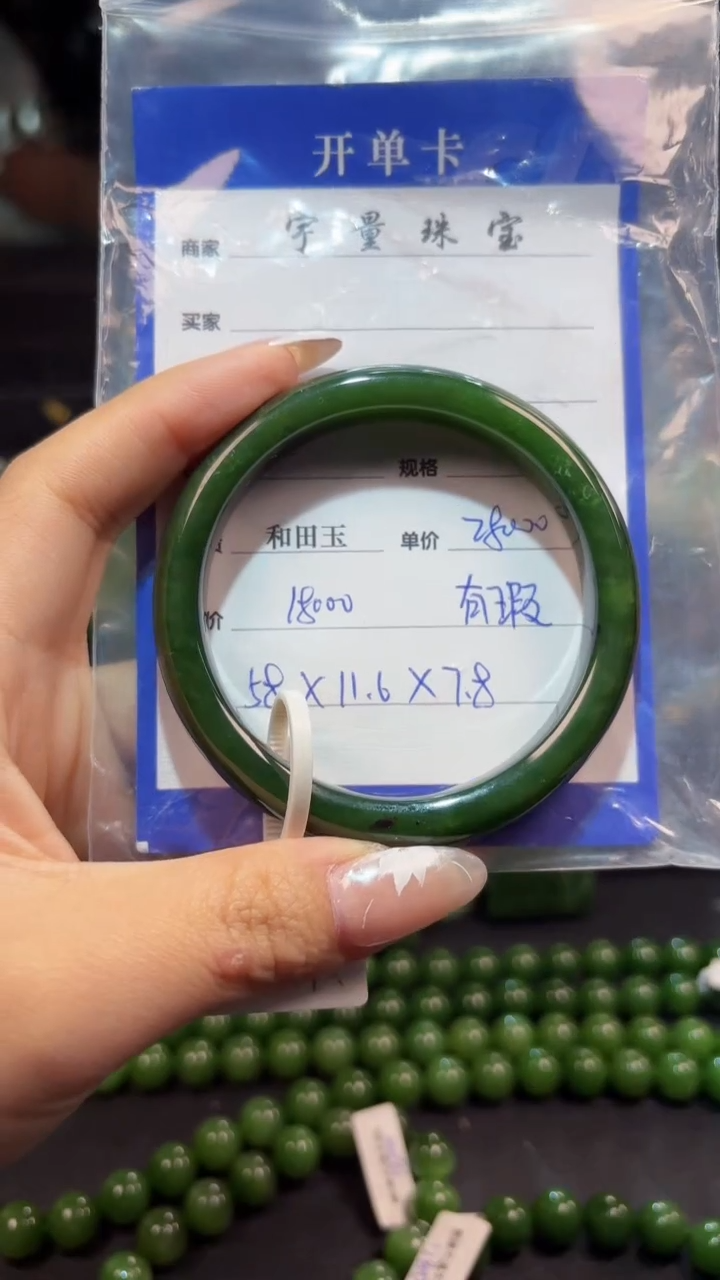 开单卡
商家 宇量珠宝
买家
规格
和田玉 单价 28000
价 18000 有瑕
58×11.6×7.8